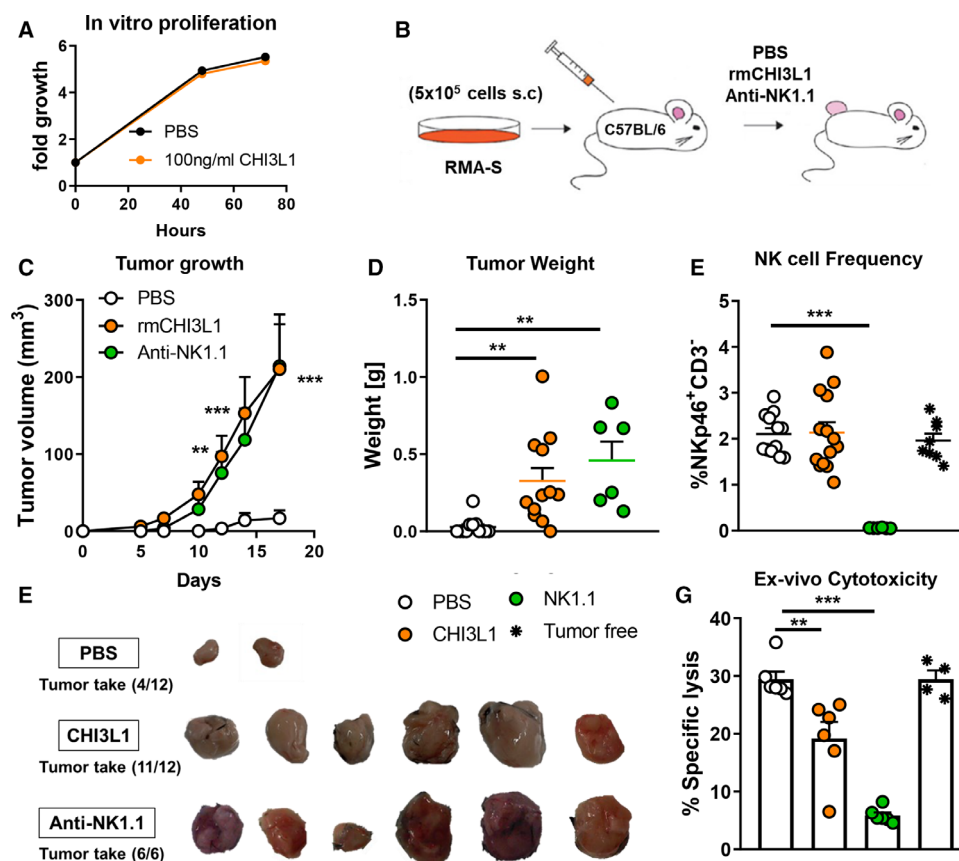 A
In vitro proliferation
fold growth
6
4
2
0
PBS
100ng/ml CHI3L1
0 20 40 60 80
Hours
B
(5x10⁵ cells s.c)
RMA-S
C57BL/6
PBS
rmCHI3L1
Anti-NK1.1
C
Tumor growth
Tumor volume (mm³)
300
200
100
0
PBS
rmCHI3L1
Anti-NK1.1
**
***
***
0 5 10 15 20
Days
D
Tumor Weight
Weight [g]
1.5
1.0
0.5
0.0
**
**
E
NK cell Frequency
%NKp46⁺CD3⁻
5
4
3
2
1
0
***
PBS
CHI3L1
NK1.1
Tumor free
E
PBS
Tumor take (4/12)
CHI3L1
Tumor take (11/12)
Anti-NK1.1
Tumor take (6/6)
G
Ex-vivo Cytotoxicity
% Specific lysis
40
30
20
10
0
***
**